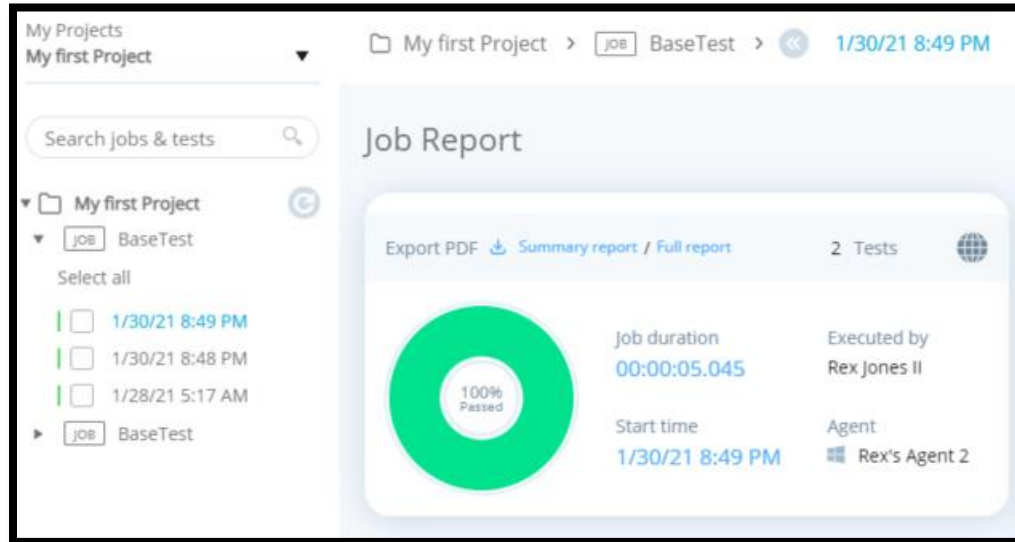 My Projects
My first Project
Search jobs & tests
My first Project
JOB BaseTest
Select all
1/30/21 8:49 PM
1/30/21 8:48 PM
1/28/21 5:17 AM
JOB BaseTest
My first Project > JOB BaseTest > 1/30/21 8:49 PM
Job Report
Export PDF Summary report / Full report 2 Tests
100%
Passed
Job duration
00:00:05.045
Executed by
Rex Jones II
Start time
1/30/21 8:49 PM
Agent
Rex's Agent 2